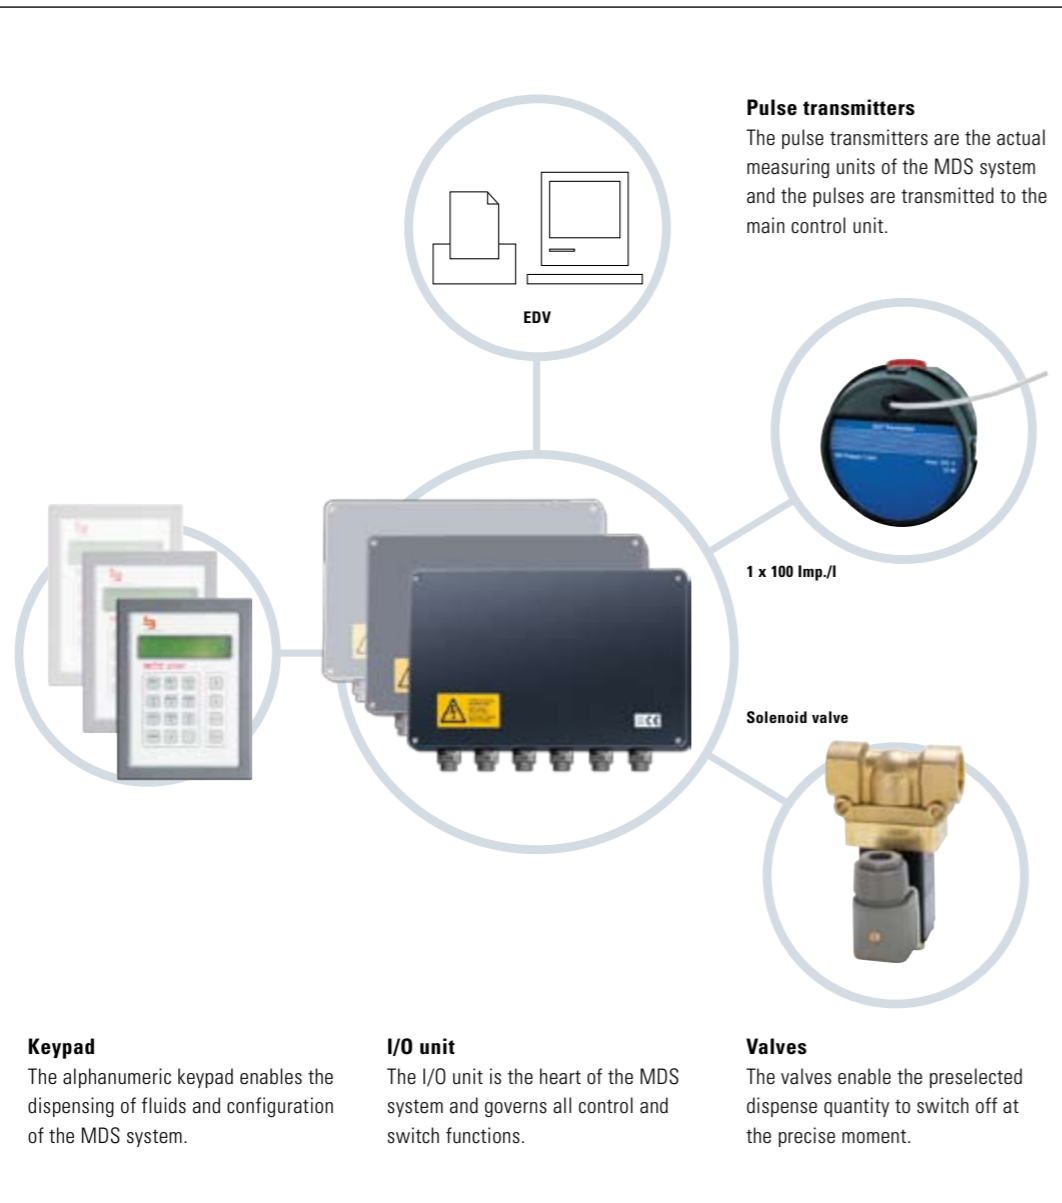 Pulse transmitters
The pulse transmitters are the actual
measuring units of the MDS system
and the pulses are transmitted to the
main control unit.
EDV
1 x 100 Imp./l
Solenoid valve
Keypad
The alphanumeric keypad enables the
dispensing of fluids and configuration
of the MDS system.
I/O unit
The I/O unit is the heart of the MDS
system and governs all control and
switch functions.
Valves
The valves enable the preselected
dispense quantity to switch off at
the precise moment.